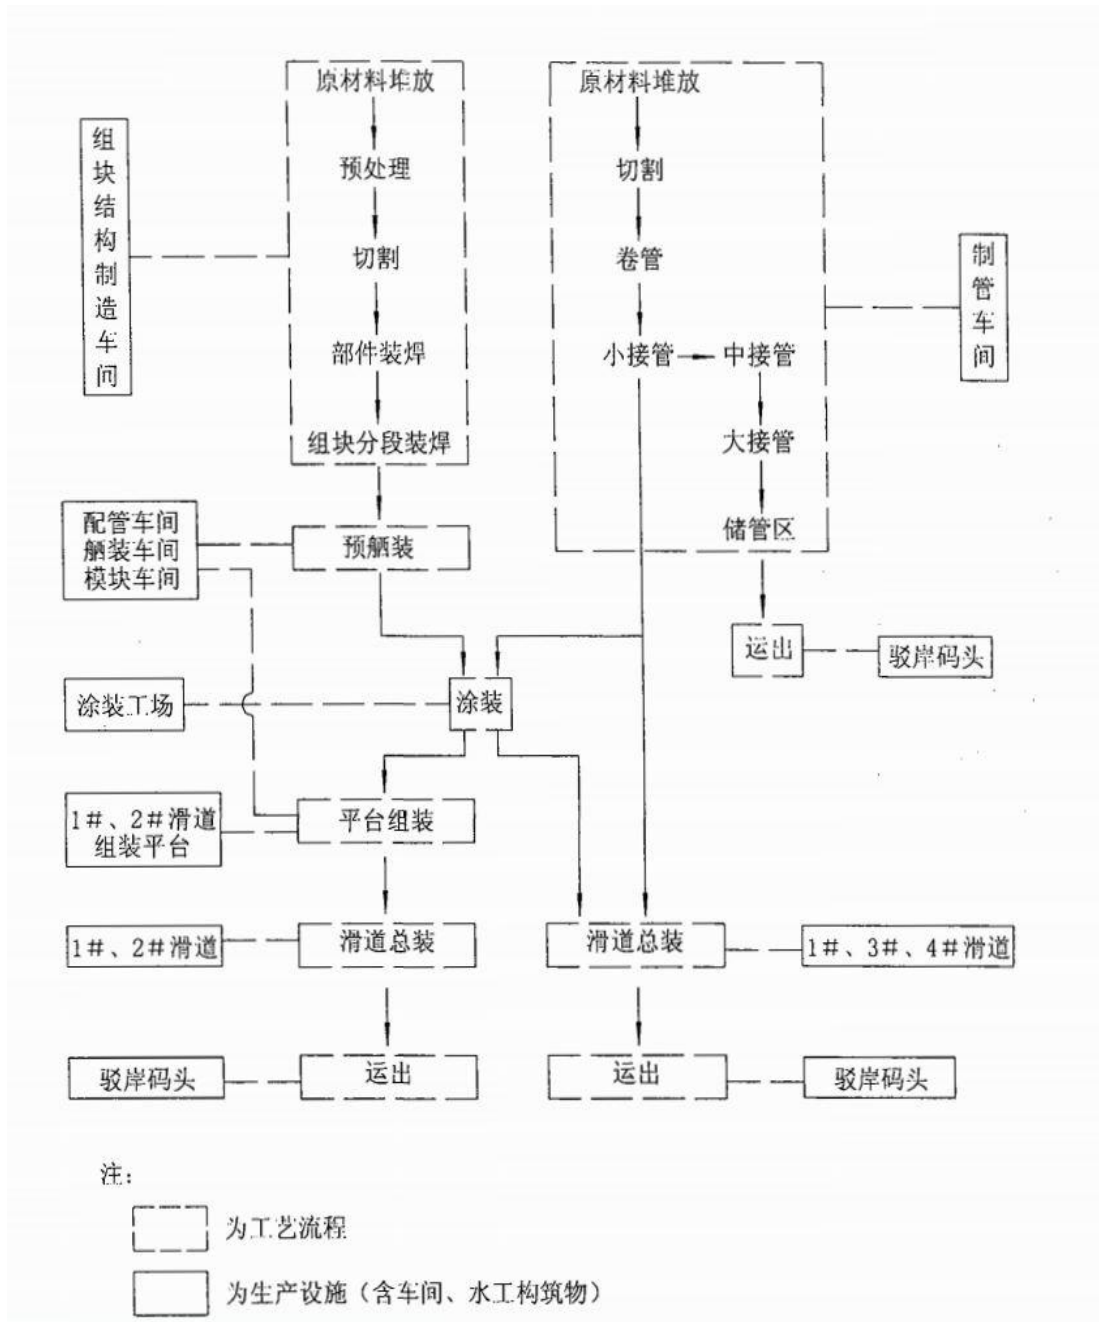 原材料堆放
预处理
切割
部件装焊
组块分段装焊
组块结构制造车间
原材料堆放
切割
卷管
小接管
中接管
大接管
储管区
制管车间
配管车间
舾装车间
模块车间
预舾装
运出
驳岸码头
涂装工场
涂装
1#、2#滑道
组装平台
平台组装
1#、2#滑道
滑道总装
滑道总装
1#、3#、4#滑道
驳岸码头
运出
运出
驳岸码头
注:
为工艺流程
为生产设施(含车间、水工构筑物)